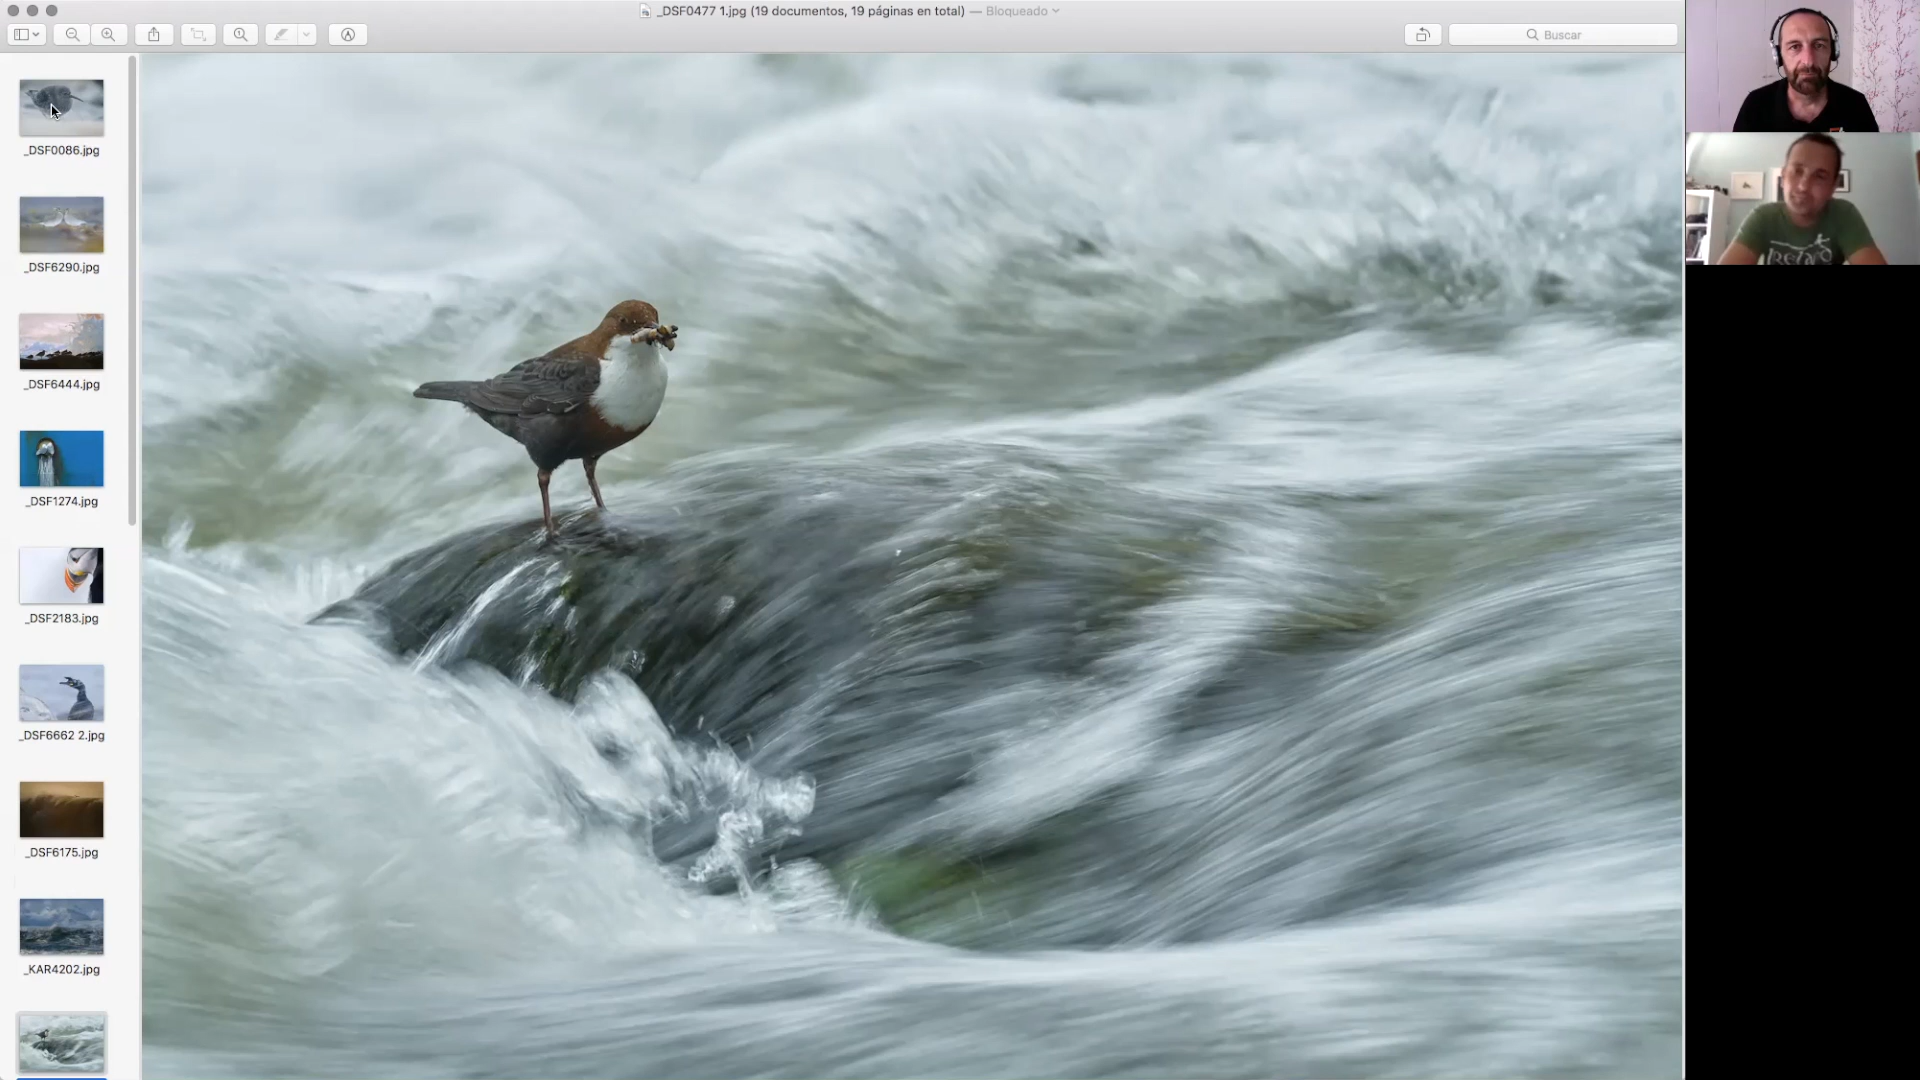 _DSF0477 1.jpg (19 documentos, 19 páginas en total) — Bloqueado
Buscar
_DSF0086.jpg
_DSF6290.jpg
_DSF6444.jpg
_DSF1274.jpg
_DSF2183.jpg
_DSF6662 2.jpg
_DSF6175.jpg
_KAR4202.jpg